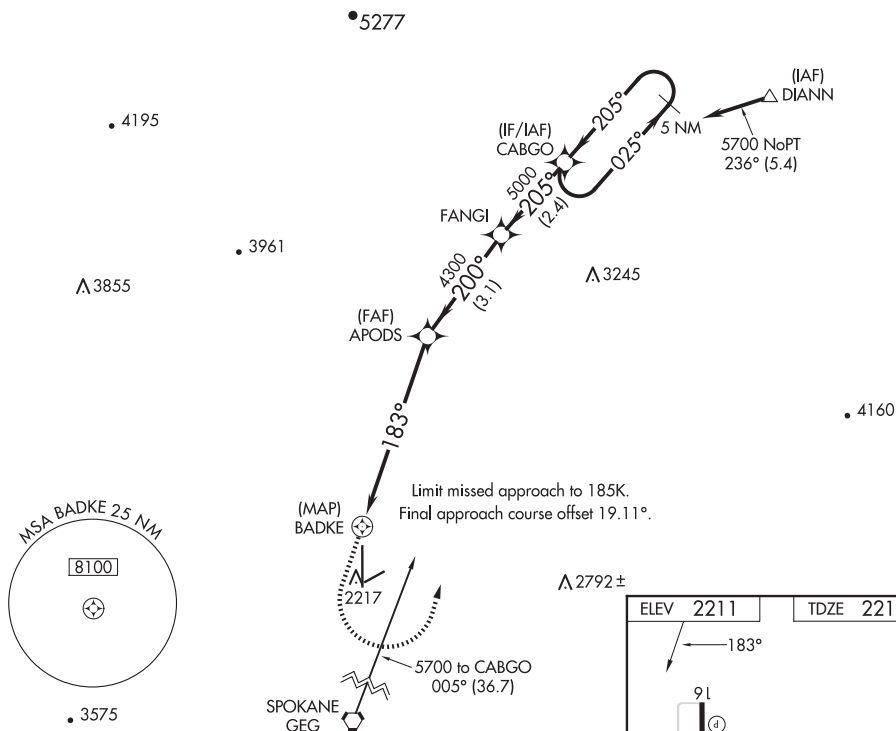 5277
(IAF)
DIANN
4195
205°
5 NM
(IF/IAF)
CABGO
025°
5700 NoPT
236° (5.4)
5000
205°
(2.4)
FANGI
3961
4300
200°
(3.1)
3855
3245
(FAF)
APODS
183°
4160
Limit missed approach to 185K.
Final approach course offset 19.11°.
(MAP)
BADKE
MSA BADKE 25 NM
8100
2217
2792 ±
ELEV 2211
TDZE 221
183°
5700 to CABGO
005° (36.7)
16
P
3575
SPOKANE
GEG